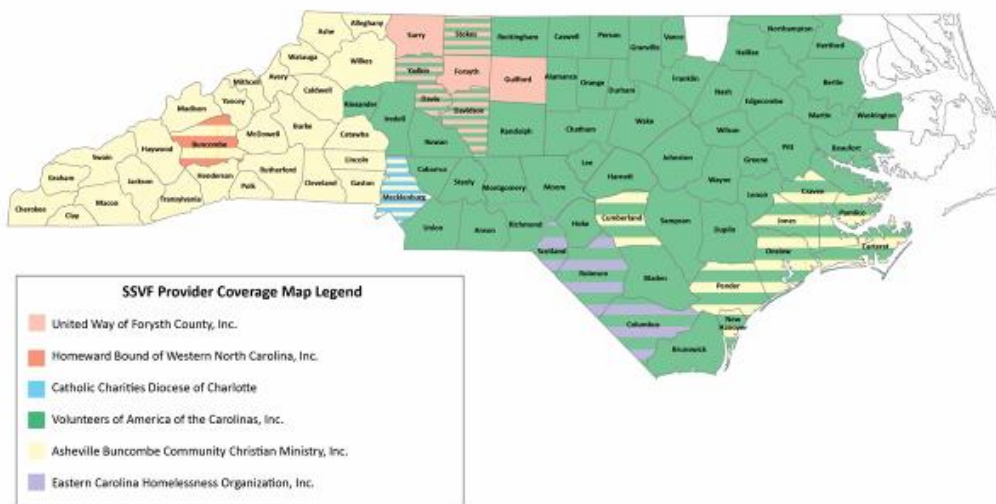 Alleghany
Ashe
Surry
Stokes
Rockingham
Caswell
Person
Vance
Granville
Northampton
Hertford
Halifax
Watauga
Wilkes
Yadkin
Forsyth
Guilford
Alamance
Orange
Durham
Franklin
Nash
Edgecombe
Bertie
Mithcell
Avery
Caldwell
Yancey
Madison
Alexander
Iredell
Davie
Davidson
Randolph
Chatham
Wake
Wilson
Martin
Washington
Buncombe
McDowell
Burke
Catawba
Rowan
Haywood
Swain
Graham
Jackson
Henderson
Rutherford
Lincoln
Cleveland
Gaston
Polk
Transylvania
Macon
Cherokee
Clay
Mecklenburg
Cabarrus
Stanly
Montgomery
Moore
Lee
Harnett
Johnston
Wayne
Greene
Pitt
Beaufort
Lenoir
Craven
Pamlico
Jones
Carteret
Onslow
Duplin
Sampson
Cumberland
Hoke
Richmond
Anson
Union
Scotland
Robeson
Bladen
Pender
New
Hanover
Columbus
Brunswick
SSVF Provider Coverage Map Legend
United Way of Forysth County, Inc.
Homeward Bound of Western North Carolina, Inc.
Catholic Charities Diocese of Charlotte
Volunteers of America of the Carolinas, Inc.
Asheville Buncombe Community Christian Ministry, Inc.
Eastern Carolina Homelessness Organization, Inc.